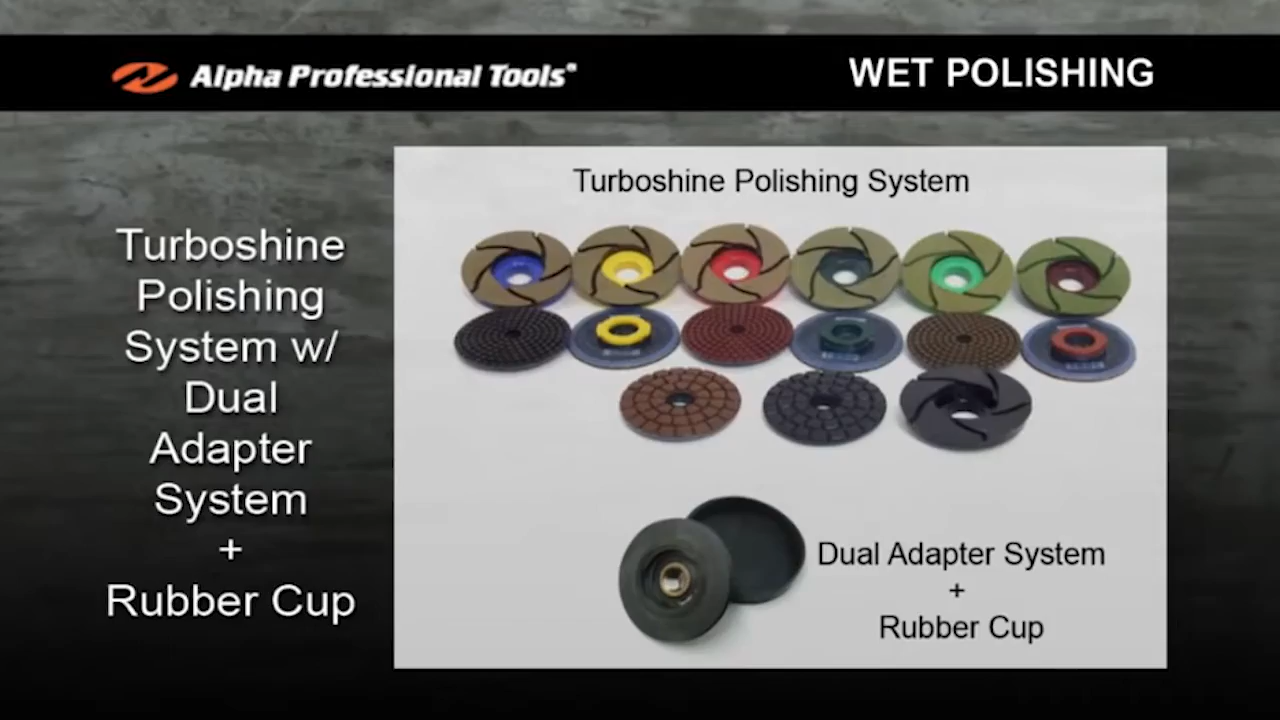 Alpha Professional Tools®
WET POLISHING
Turboshine
Polishing
System w/
Dual
Adapter
System
+
Rubber Cup
Turboshine Polishing System
Dual Adapter System
+
Rubber Cup